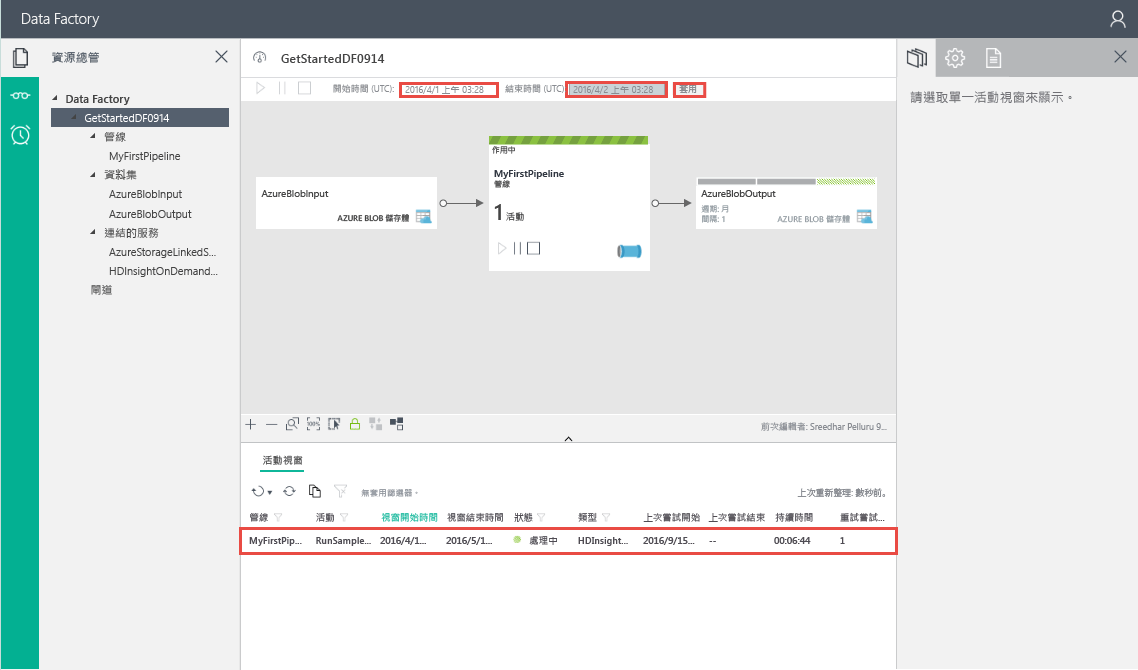 Data Factory
資源總管
Data Factory
GetStartedDF0914
管線
MyFirstPipeline
資料集
AzureBlobInput
AzureBlobOutput
連結的服務
AzureStorageLinkedS...
HDInsightOnDemand...
閘道
GetStartedDF0914
開始時間 (UTC): 2016/4/1 上午 03:28 結束時間 (UTC) 2016/4/2 上午 03:28 套用
AzureBlobInput
AZURE BLOB 儲存體
作用中
MyFirstPipeline
管線
1 活動
AzureBlobOutput
週期: 月
間隔: 1
AZURE BLOB 儲存體
100%
前次編輯者: Sreedhar Pelluru 9...
活動視窗
無套用篩選器。
上次重新整理: 數秒前。
管線 活動 視窗開始時間 視窗結束時間 狀態 類型 上次嘗試開始 上次嘗試結束 持續時間 重試嘗試...
MyFirstPip... RunSample... 2016/4/1... 2016/5/1... 處理中 HDInsight... 2016/9/15... -- 00:06:44 1
請選取單一活動視窗來顯示。